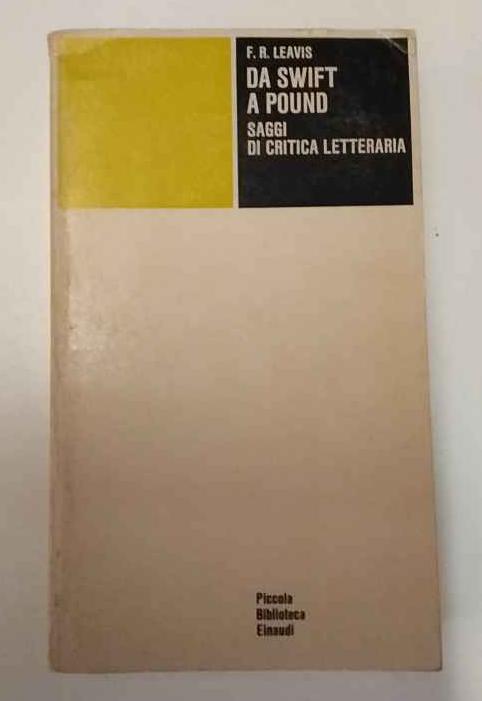 F. R. LEAVIS
DA SWIFT
A POUND
SAGGI
DI CRITICA LETTERARIA
Piccola
Biblioteca
Einaudi